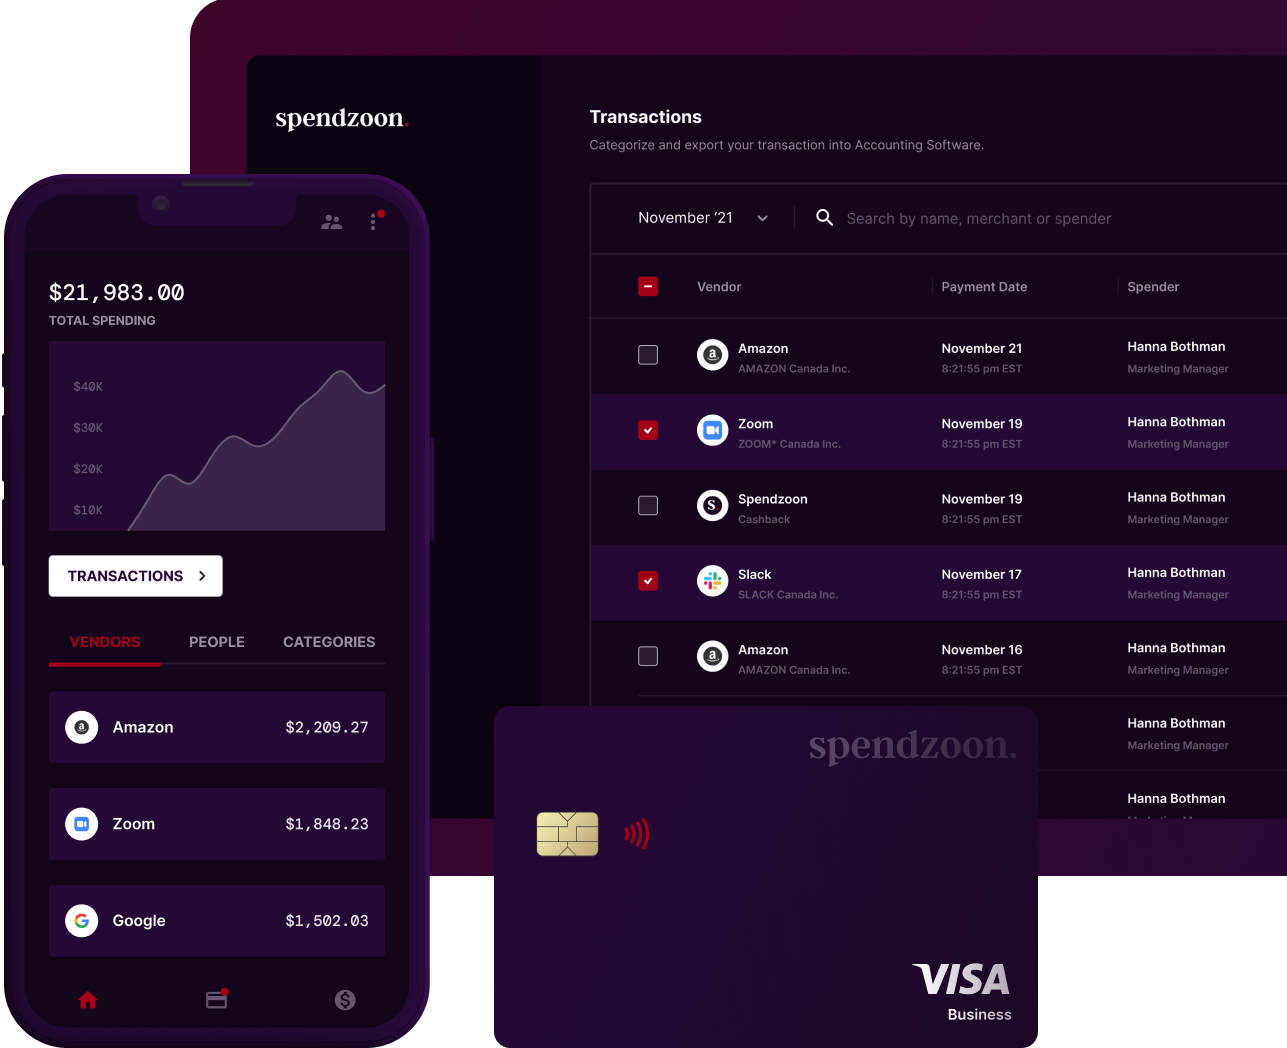 spendzoon.
Transactions
Categorize and export your transaction into Accounting Software.
November ‘21
Search by name, merchant or spender
Vendor Payment Date Spender
Amazon November 21 Hanna Bothman
AMAZON Canada Inc. 8:21:55 pm EST Marketing Manager
Zoom November 19 Hanna Bothman
ZOOM* Canada Inc. 8:21:55 pm EST Marketing Manager
Spendzoon November 19 Hanna Bothman
Cashback 8:21:55 pm EST Marketing Manager
Slack November 17 Hanna Bothman
SLACK Canada Inc. 8:21:55 pm EST Marketing Manager
Amazon November 16 Hanna Bothman
AMAZON Canada Inc. 8:21:55 pm EST Marketing Manager
Hanna Bothman
Marketing Manager
Hanna Bothman
$21,983.00
TOTAL SPENDING
$40K
$30K
$20K
$10K
TRANSACTIONS
VENDORS PEOPLE CATEGORIES
Amazon $2,209.27
Zoom $1,848.23
Google $1,502.03
spendzoon.
VISA
Business